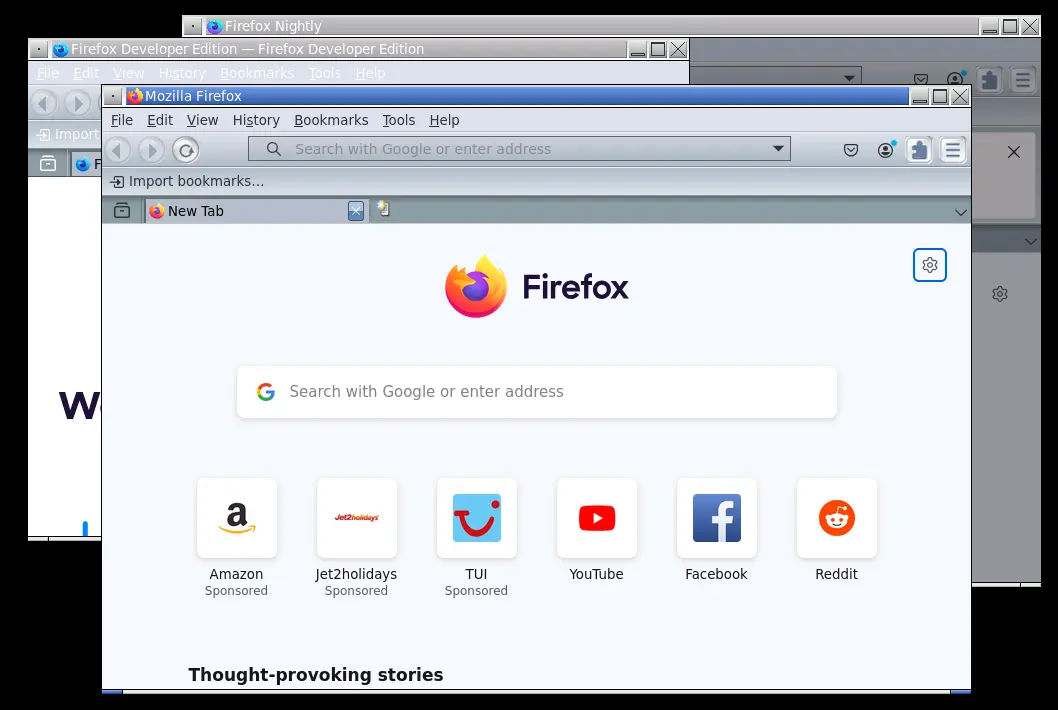 Firefox Nightly
Firefox Developer Edition — Firefox Developer Edition
File Edit View History Bookmarks Tools Help
Mozilla Firefox
File Edit View History Bookmarks Tools Help
Search with Google or enter address
Import
Import bookmarks...
F
New Tab
Firefox
Search with Google or enter address
We
a
Jet2holidays
Amazon
Sponsored
Jet2holidays
Sponsored
TUI
Sponsored
YouTube
Facebook
Reddit
Thought-provoking stories